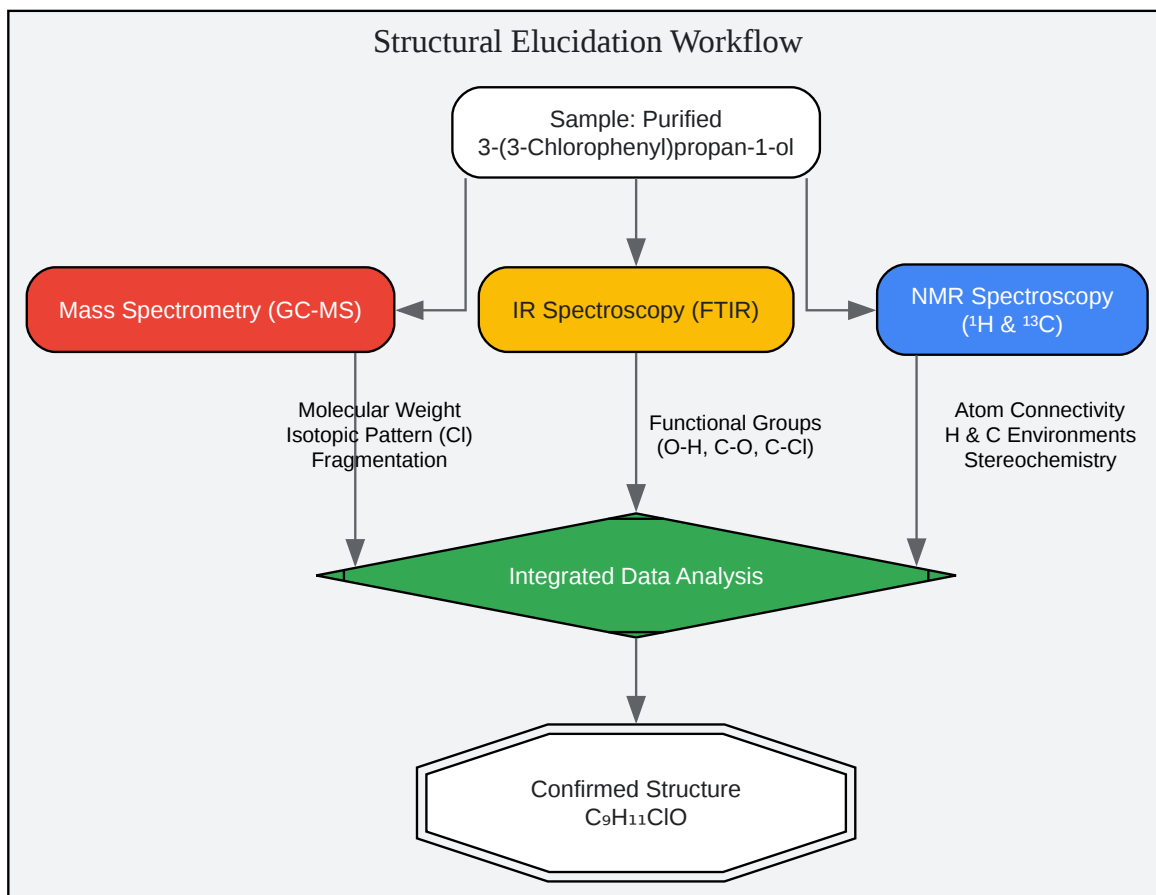 Structural Elucidation Workflow
Sample: Purified
3-(3-Chlorophenyl)propan-1-ol
Mass Spectrometry (GC-MS)
IR Spectroscopy (FTIR)
NMR Spectroscopy
(¹H & ¹³C)
Molecular Weight
Isotopic Pattern (Cl)
Fragmentation
Functional Groups
(O-H, C-O, C-Cl)
Atom Connectivity
H & C Environments
Stereochemistry
Integrated Data Analysis
Confirmed Structure
C₉H₁₁ClO